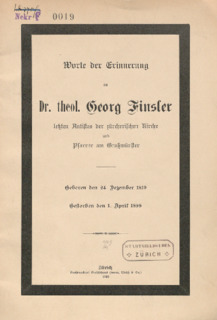 Nekr
0019
Worte der Erinnerung
an
Dr. theol. Georg Finsler
letzten Antistes der zürcherischen Kirche
und
Pfarrer am Großmünster
Geboren den 24. Dezember 1819
Gestorben den 1. April 1899
ZÜRICH
Zürich